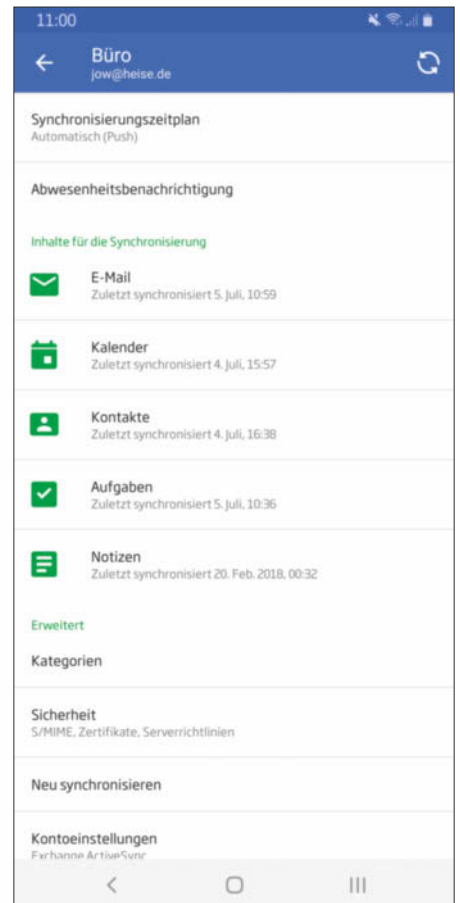 11:00
Büro
jow@heise.de
Synchronisierungszeitplan
Automatisch (Push)
Abwesenheitsbenachrichtigung
Inhalte für die Synchronisierung
E-Mail
Zuletzt synchronisiert 5. Juli, 10:59
Kalender
Zuletzt synchronisiert 4. Juli, 15:57
Kontakte
Zuletzt synchronisiert 4. Juli, 16:38
Aufgaben
Zuletzt synchronisiert 5. Juli, 10:36
Notizen
Zuletzt synchronisiert 20. Feb. 2018, 00:32
Erweitert
Kategorien
Sicherheit
S/MIME, Zertifikate, Serverrichtlinien
Neu synchronisieren
Kontoeinstellungen
Exchange ActiveSync